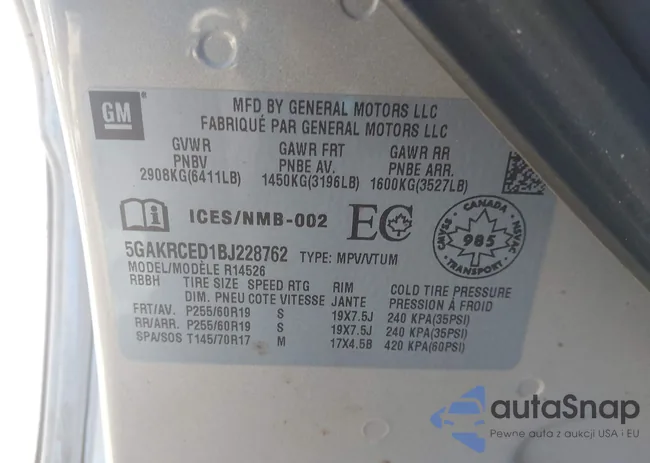 GM
MFD BY GENERAL MOTORS LLC
FABRIQUÉ PAR GENERAL MOTORS LLC
GVWR GAWR FRT GAWR RR
PNBV PNBE AV. PNBE ARR.
2908KG(6411LB) 1450KG(3196LB) 1600KG(3527LB)
ICES/NMB-002 EC
CANADA
SVNAC NSVAC
985
TRANSPORT
5GAKRCED1BJ228762 TYPE: MPV/VTUM
MODEL/MODÈLE R14526
RBBH TIRE SIZE SPEED RTG RIM COLD TIRE PRESSURE
DIM. PNEU COTE VITESSE JANTE PRESSION À FROID
FRT/AV. P255/60R19 S 19X7.5J 240 KPA(35PSI)
RR/ARR. P255/60R19 S 19X7.5J 240 KPA(35PSI)
SPA/SOS T145/70R17 M 17X4.5B 420 KPA(60PSI)
autaSnap
Pewne auta z aukcji USA i EU